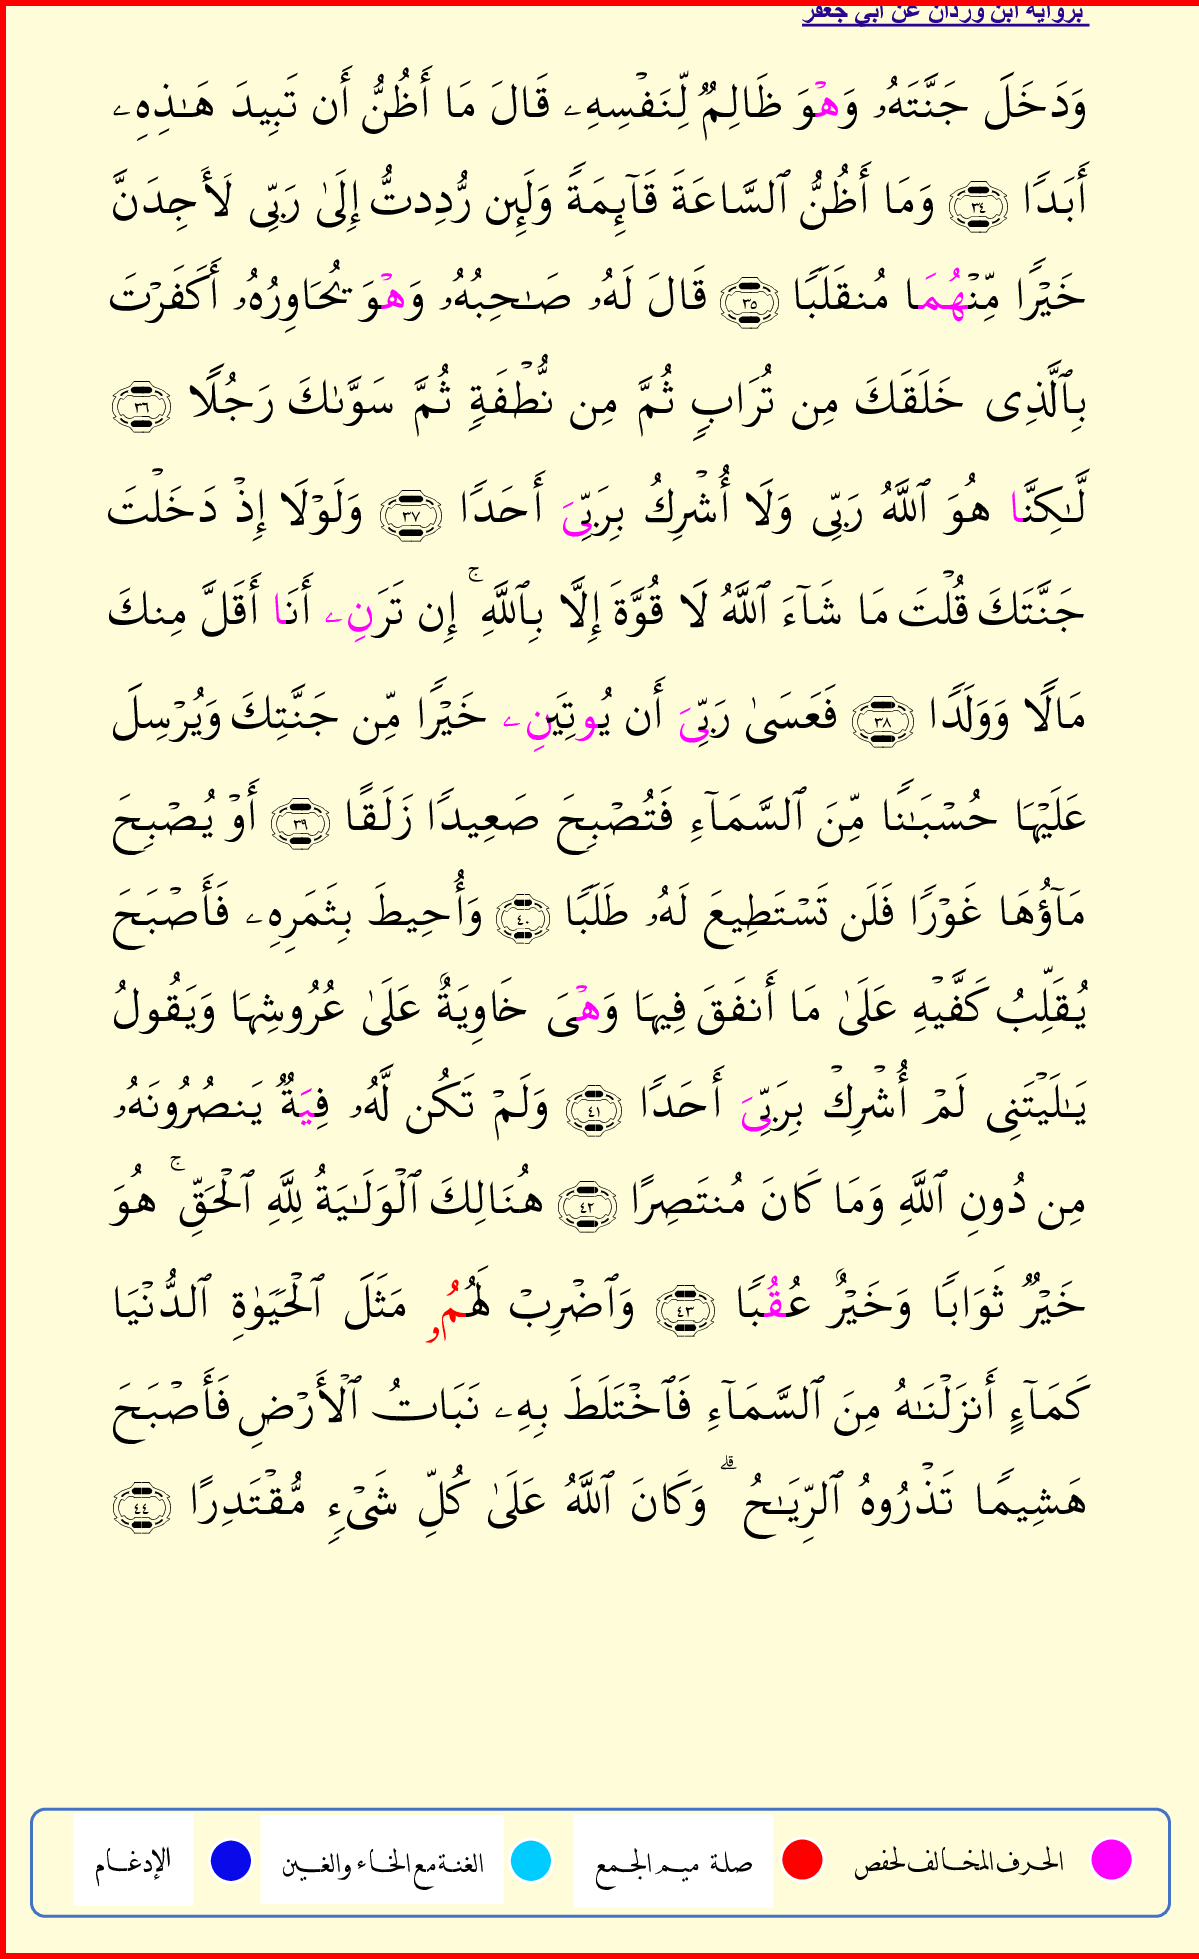 برواية ابن وردان عن أبي جعفر
وَدَخَلَ جَنَّتَهُۥ وَهْوَ ظَالِمٌ لِّنَفْسِهِۦ قَالَ مَا أَظُنُّ أَن تَبِيدَ هَـٰذِهِۦ
أَبَدًا ٣٤ وَمَا أَظُنُّ ٱلسَّاعَةَ قَآئِمَةً وَلَئِن رُّدِدتُّ إِلَىٰ رَبِّى لَأَجِدَنَّ
خَيْرًا مِّنْهُمَا مُنقَلَبًا ٣٥ قَالَ لَهُۥ صَـٰحِبُهُۥ وَهْوَ يُحَاوِرُهُۥ أَكَفَرْتَ
بِٱلَّذِى خَلَقَكَ مِن تُرَابٍ ثُمَّ مِن نُّطْفَةٍ ثُمَّ سَوَّىٰكَ رَجُلًا ٣٦
لَّـٰكِنَّا هُوَ ٱللَّهُ رَبِّى وَلَا أُشْرِكُ بِرَبِّىَ أَحَدًا ٣٧ وَلَوْلَا إِذْ دَخَلْتَ
جَنَّتَكَ قُلْتَ مَا شَآءَ ٱللَّهُ لَا قُوَّةَ إِلَّا بِٱللَّهِ ۚ إِن تَرَنِۦ أَنَا أَقَلَّ مِنكَ
مَالًا وَوَلَدًا ٣٨ فَعَسَىٰ رَبِّىَ أَن يُوتِيَنِۦ خَيْرًا مِّن جَنَّتِكَ وَيُرْسِلَ
عَلَيْهَا حُسْبَـٰنًا مِّنَ ٱلسَّمَآءِ فَتُصْبِحَ صَعِيدًا زَلَقًا ٣٩ أَوْ يُصْبِحَ
مَآؤُهَا غَوْرًا فَلَن تَسْتَطِيعَ لَهُۥ طَلَبًا ٤٠ وَأُحِيطَ بِثَمَرِهِۦ فَأَصْبَحَ
يُقَلِّبُ كَفَّيْهِ عَلَىٰ مَا أَنفَقَ فِيهَا وَهْىَ خَاوِيَةٌ عَلَىٰ عُرُوشِهَا وَيَقُولُ
يَـٰلَيْتَنِى لَمْ أُشْرِكْ بِرَبِّىَ أَحَدًا ٤١ وَلَمْ تَكُن لَّهُۥ فِيَةٌ يَنصُرُونَهُۥ
مِن دُونِ ٱللَّهِ وَمَا كَانَ مُنتَصِرًا ٤٢ هُنَالِكَ ٱلْوَلَـٰيَةُ لِلَّهِ ٱلْحَقِّ ۚ هُوَ
خَيْرٌ ثَوَابًا وَخَيْرٌ عُقُبًا ٤٣ وَٱضْرِبْ لَهُمُۥ مَثَلَ ٱلْحَيَوٰةِ ٱلدُّنْيَا
كَمَآءٍ أَنزَلْنَـٰهُ مِنَ ٱلسَّمَآءِ فَٱخْتَلَطَ بِهِۦ نَبَاتُ ٱلْأَرْضِ فَأَصْبَحَ
هَشِيمًا تَذْرُوهُ ٱلرِّيَـٰحُ ۗ وَكَانَ ٱللَّهُ عَلَىٰ كُلِّ شَىْءٍ مُّقْتَدِرًا ٤٤
الحرف المخالف لحفص صلة ميم الجمع الغنة مع الخاء والغين الإدغام